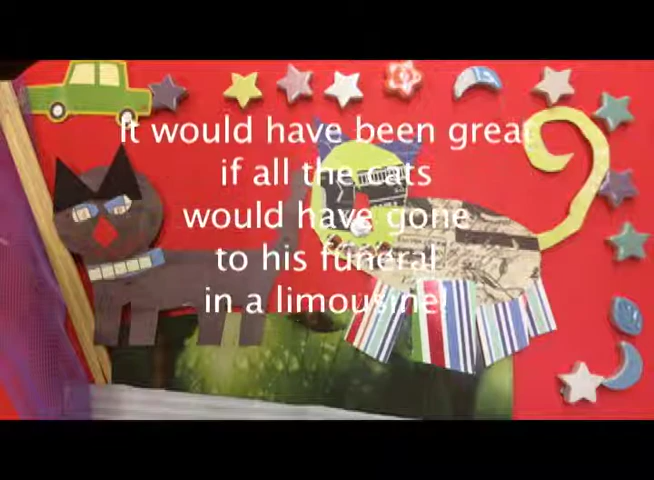 It would have been great
if all the cats
would have gone
to his funeral
in a limousine!